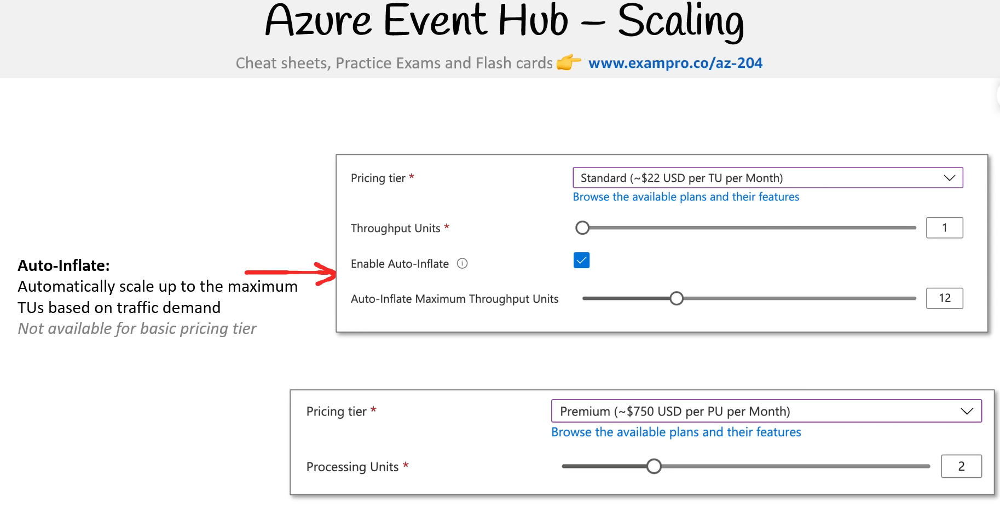 Azure Event Hub – Scaling
Cheat sheets, Practice Exams and Flash cards 👉 www.exampro.co/az-204
Pricing tier * Standard (~$22 USD per TU per Month)
Browse the available plans and their features
Throughput Units * 1
Enable Auto-Inflate
Auto-Inflate Maximum Throughput Units 12
Auto-Inflate:
Automatically scale up to the maximum
TUs based on traffic demand
Not available for basic pricing tier
Pricing tier * Premium (~$750 USD per PU per Month)
Browse the available plans and their features
Processing Units * 2